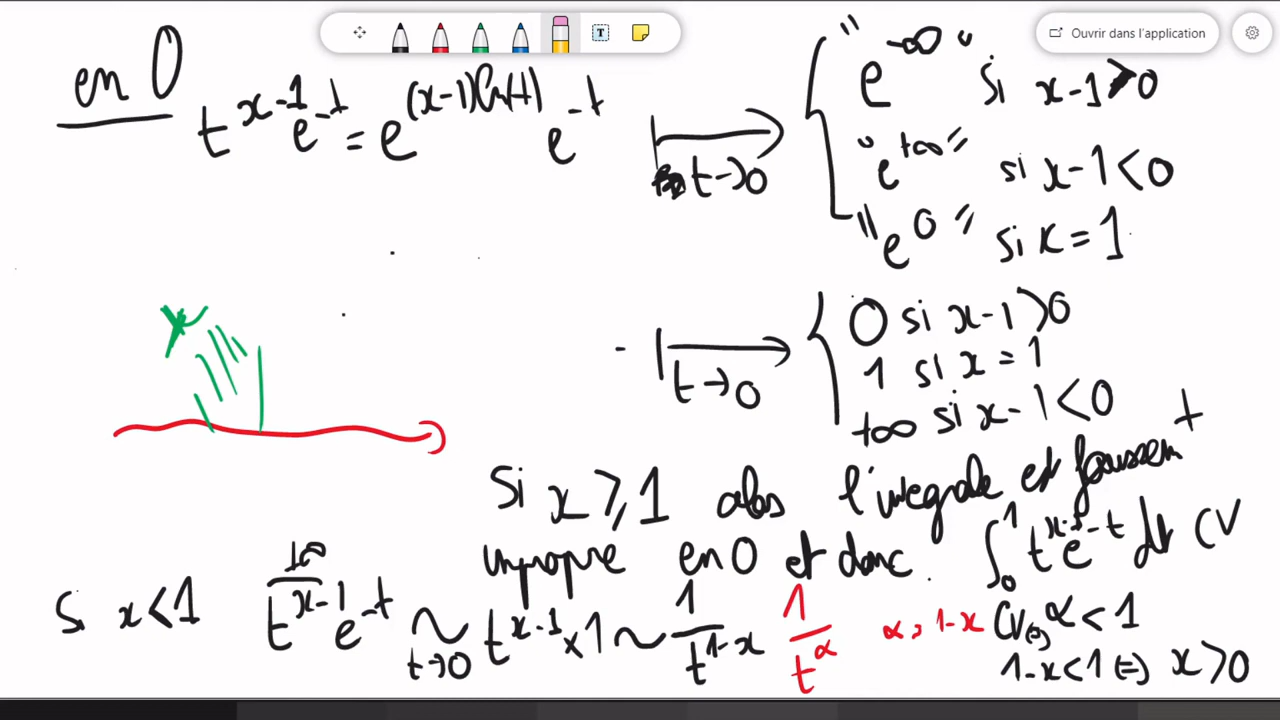 Ouvrir dans l'application
en 0
t^{x-1}e^{-t} = e^{(x-1)ln(t)} e^{-t}
t→0
"e^{-∞}" si x-1>0
"e^{+∞}" si x-1<0
"e^0" si x=1
t→0
0 si x-1>0
1 si x=1
+∞ si x-1<0
Si x⩾1 alors l'integrale est faussement
impropre en 0 et donc ∫_0^1 t^{x-1}e^{-t} dt CV
Si x<1 t^{x-1}e^{-t} ~_{t→0} t^{x-1}×1 ~ 1/t^{1-x} 1/t^α α=1-x CV⇔ α<1
1-x<1 ⇔ x>0